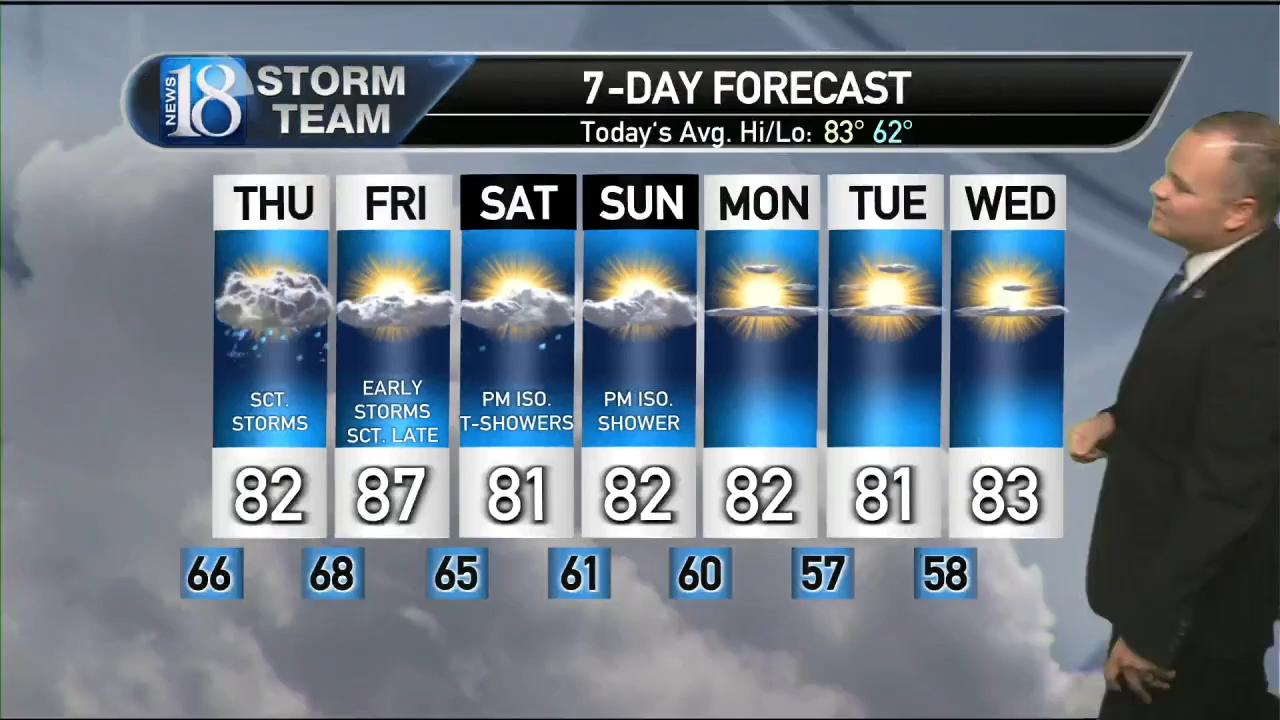 NEWS 18 STORM TEAM
7-DAY FORECAST
Today's Avg. Hi/Lo: 83° 62°
THU FRI SAT SUN MON TUE WED
SCT.
STORMS
EARLY
STORMS
SCT. LATE
PM ISO.
T-SHOWERS
PM ISO.
SHOWER
82 87 81 82 82 81 83
66 68 65 61 60 57 58